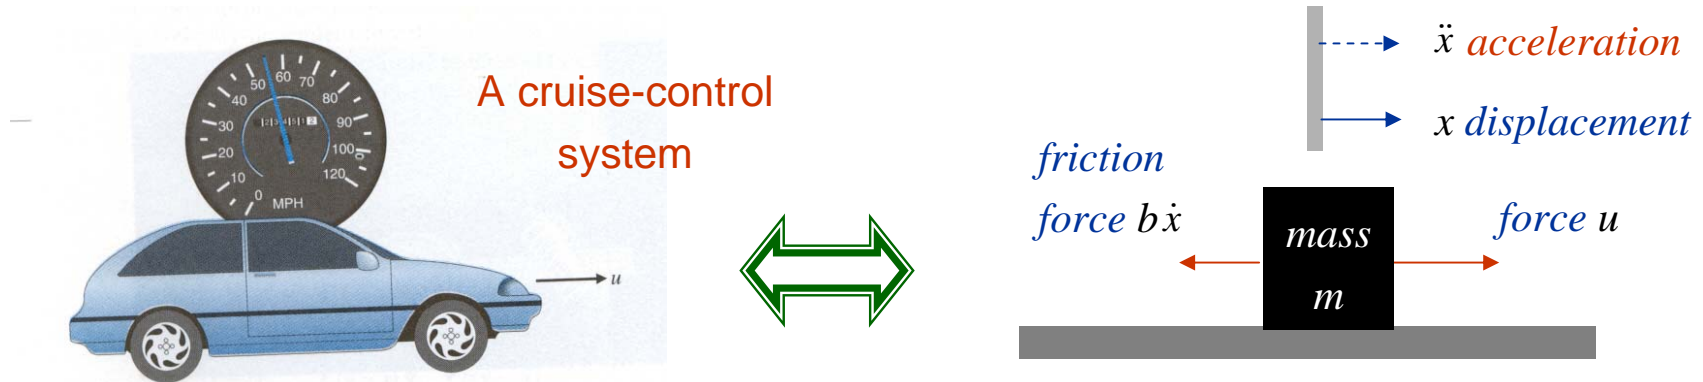 A cruise-control
system
0
10
20
30
40
50
60
70
80
90
100
120
MPH
u
friction
force bẋ
mass
m
force u
ẍ acceleration
x displacement